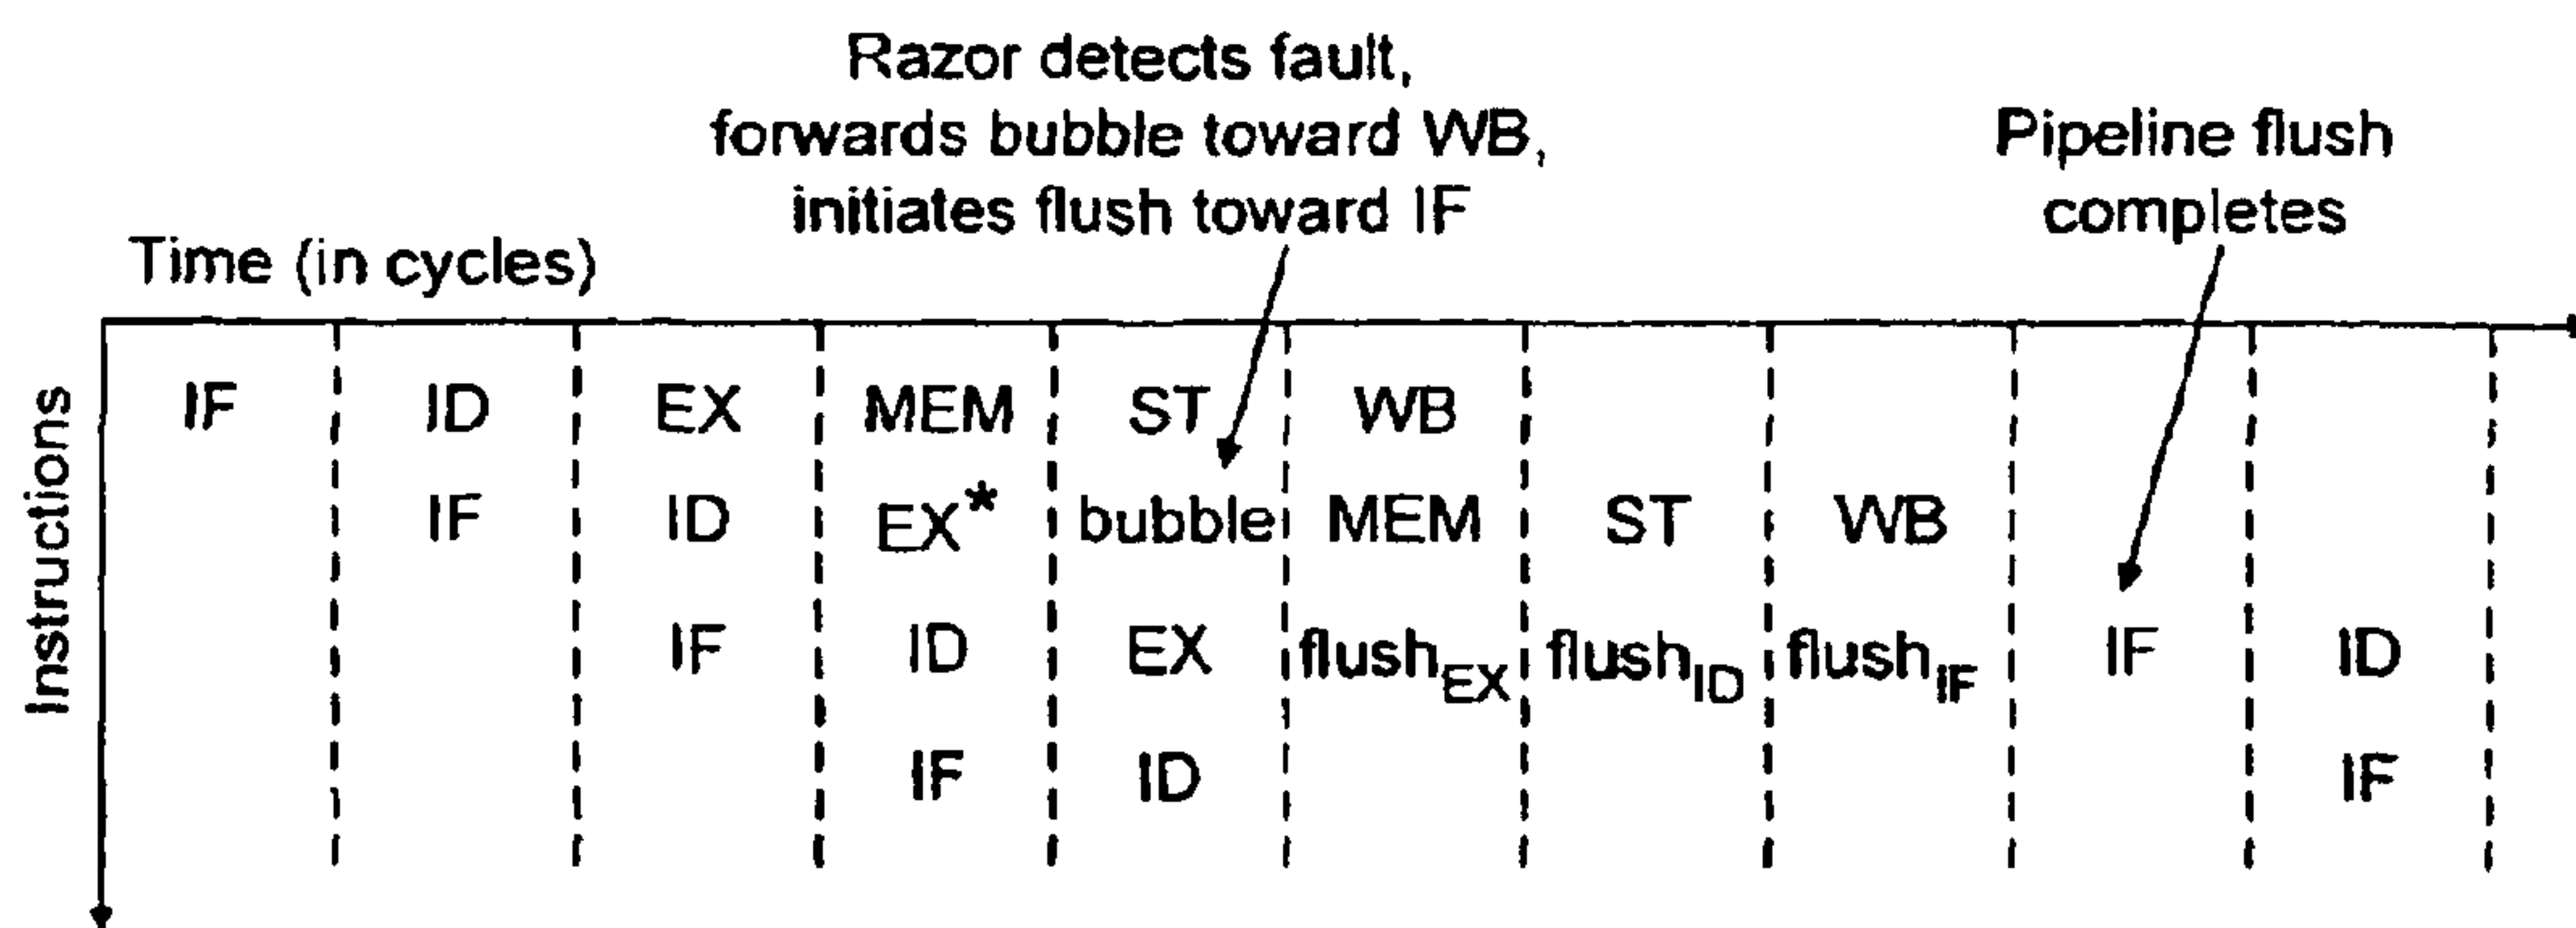 Razor detects fault,
forwards bubble toward WB,
initiates flush toward IF
Pipeline flush
completes
Time (in cycles)
Instructions
IF ID EX MEM ST WB
IF ID EX* bubble MEM ST WB
IF ID EX flushEX flushID flushIF IF ID
IF ID IF